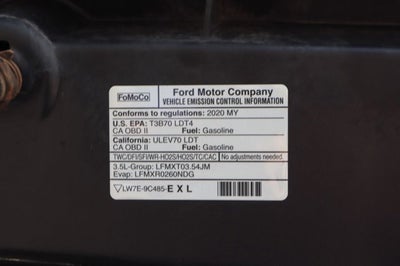 FoMoCo
Ford Motor Company
VEHICLE EMISSION CONTROL INFORMATION
Conforms to regulations: 2020 MY
U.S. EPA: T3B70 LDT4
CA OBD II Fuel: Gasoline
California: ULEV70 LDT
CA OBD II Fuel: Gasoline
TWC/DFI/SFI/WR-HO2S/HO2S/TC/CAC No adjustments needed.
3.5L-Group: LFMXT03.54JM
Evap: LFMXR0260NDG
LW7E-9C485-EXL